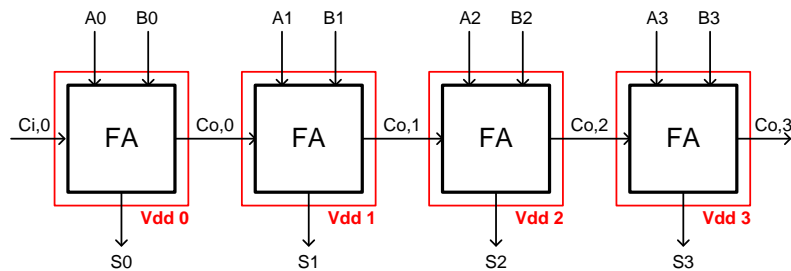 A0 B0 A1 B1 A2 B2 A3 B3
Ci,0 FA Co,0 FA Co,1 FA Co,2 FA Co,3
Vdd 0 Vdd 1 Vdd 2 Vdd 3
S0 S1 S2 S3